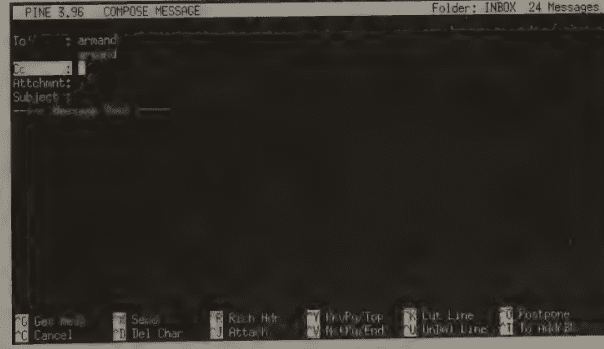 PINE 3.96 COMPOSE MESSAGE Folder: INBOX 24 Messages
To : armand
armand
Cc :
Attchmnt:
Subject :
Message Text
^G Get Help ^X Send ^R Rich Hdr ^Y PrvPg/Top ^K Cut Line ^O Postpone
^C Cancel ^D Del Char ^J Attach ^V NxtPg/End ^U UnDel Line ^T To AddrBk